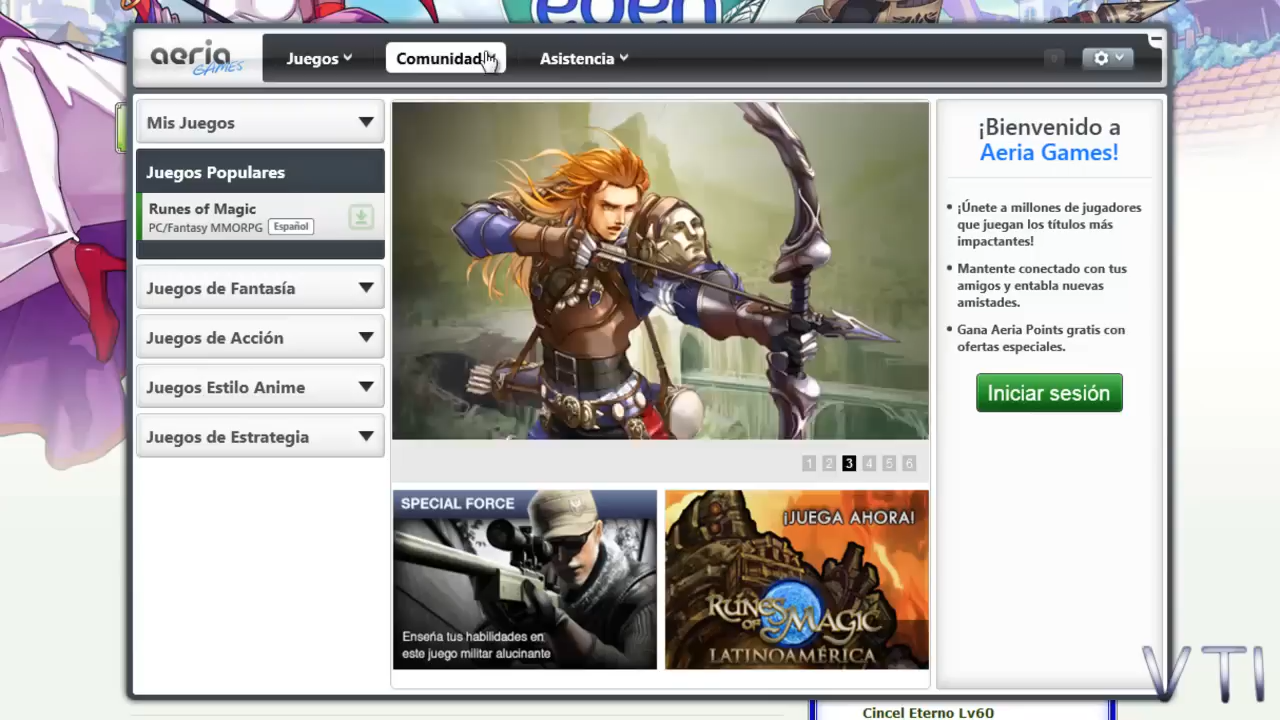 eden
aeria
GAMES
Juegos
Comunidad
Asistencia
Mis Juegos
Juegos Populares
Runes of Magic
PC/Fantasy MMORPG Español
Juegos de Fantasía
Juegos de Acción
Juegos Estilo Anime
Juegos de Estrategia
1 2 3 4 5 6
SPECIAL FORCE
Enseña tus habilidades en
este juego militar alucinante
¡JUEGA AHORA!
RUNES
OF MAGIC
LATINOAMÉRICA
¡Bienvenido a
Aeria Games!
• ¡Únete a millones de jugadores
que juegan los títulos más
impactantes!
• Mantente conectado con tus
amigos y entabla nuevas
amistades.
• Gana Aeria Points gratis con
ofertas especiales.
Iniciar sesión
VTI
Cincel Eterno Lv60